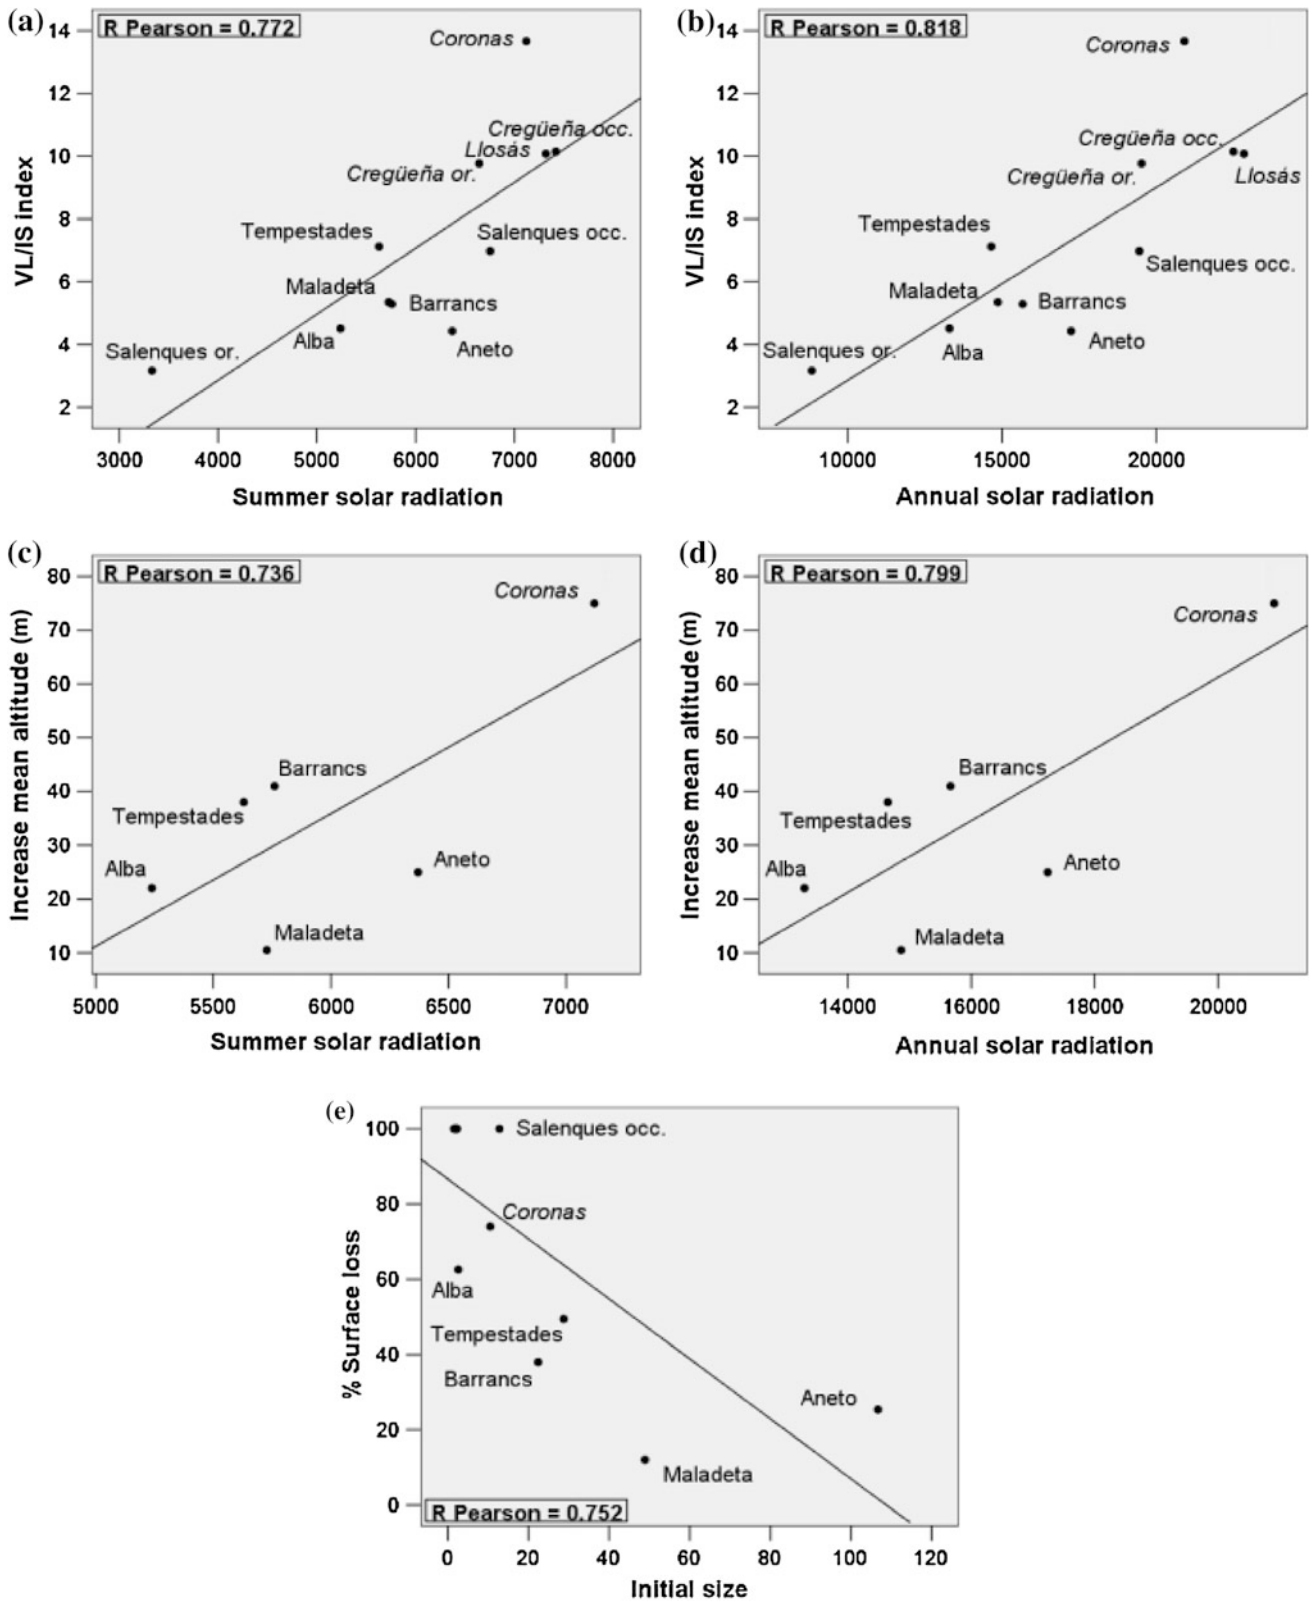 (a)
R Pearson = 0.772
14
12
10
8
6
4
2
VL/IS index
Coronas
Cregüeña occ.
Llosás
Cregüeña or.
Tempestades
Salenques occ.
Maladeta
Barrancs
Alba
Aneto
Salenques or.
3000 4000 5000 6000 7000 8000
Summer solar radiation
(b)
R Pearson = 0.818
14
12
10
8
6
4
2
VL/IS index
Coronas
Cregüeña occ.
Cregüeña or.
Llosás
Tempestades
Salenques occ.
Maladeta
Barrancs
Alba
Aneto
Salenques or.
10000 15000 20000
Annual solar radiation
(c)
R Pearson = 0.736
80
70
60
50
40
30
20
10
Increase mean altitude (m)
Coronas
Barrancs
Tempestades
Alba
Aneto
Maladeta
5000 5500 6000 6500 7000
Summer solar radiation
(d)
R Pearson = 0.799
80
70
60
50
40
30
20
10
Increase mean altitude (m)
Coronas
Barrancs
Tempestades
Alba
Aneto
Maladeta
14000 16000 18000 20000
Annual solar radiation
(e)
100
80
60
40
20
0
% Surface loss
Salenques occ.
Coronas
Alba
Tempestades
Barrancs
Aneto
Maladeta
R Pearson = 0.752
0 20 40 60 80 100 120
Initial size